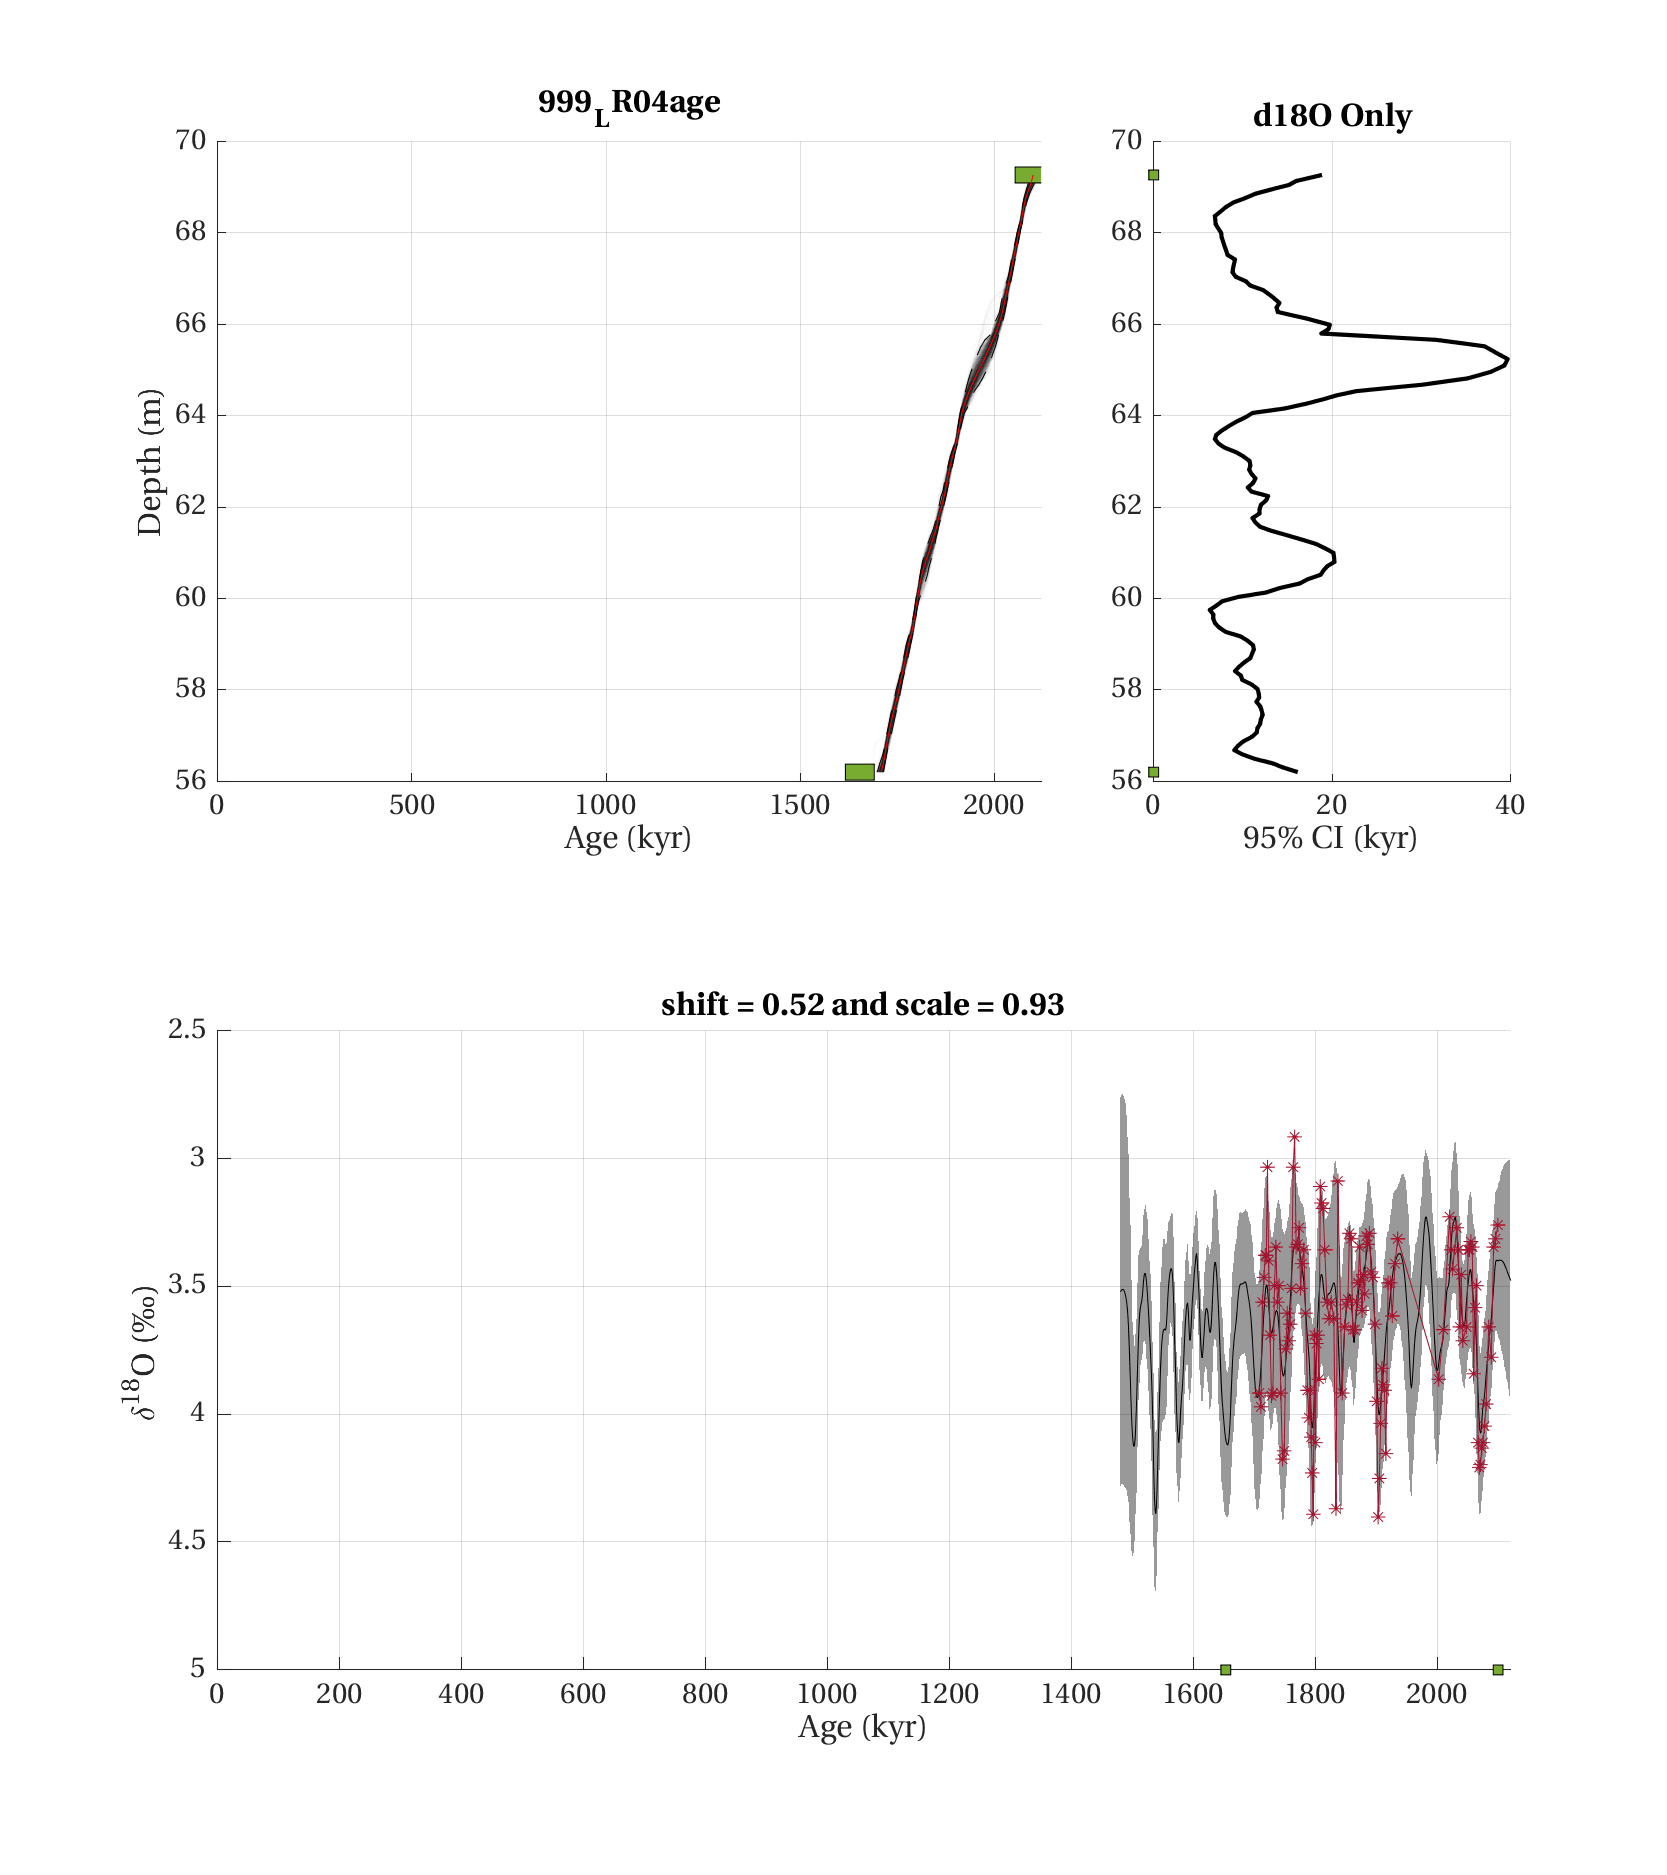 999LR04age
d18O Only
70
68
66
64
62
60
58
56
Depth (m)
0 500 1000 1500 2000
Age (kyr)
70
68
66
64
62
60
58
56
0 20 40
95% CI (kyr)
shift = 0.52 and scale = 0.93
2.5
3
3.5
4
4.5
5
δ18O (‰)
0 200 400 600 800 1000 1200 1400 1600 1800 2000
Age (kyr)